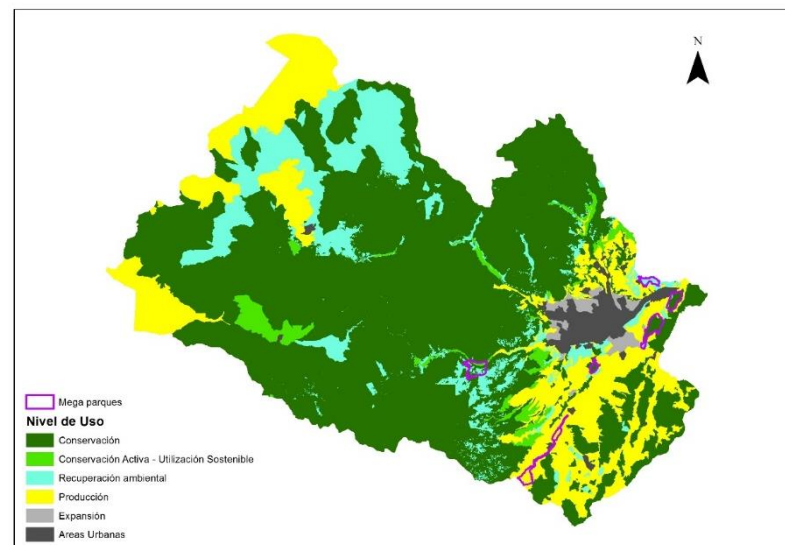 N
Mega parques
Nivel de Uso
Conservación
Conservación Activa - Utilización Sostenible
Recuperación ambiental
Producción
Expansión
Areas Urbanas